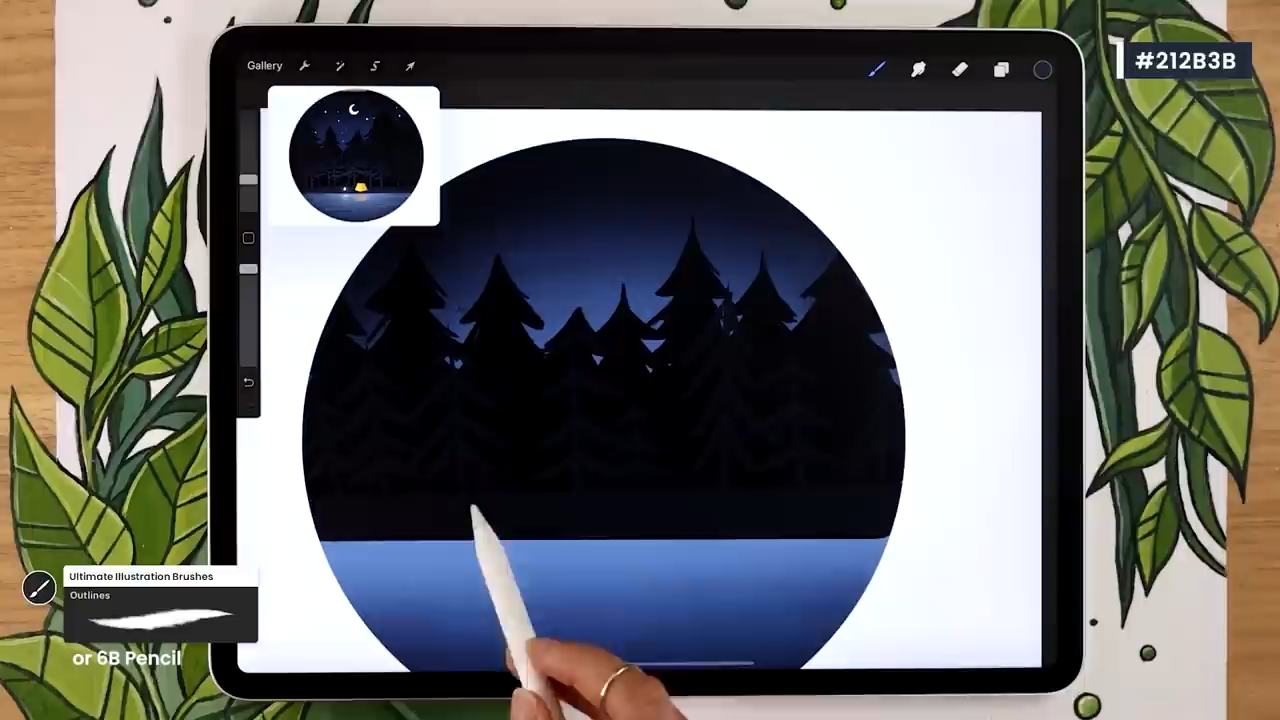 Gallery
#212B3B
Ultimate Illustration Brushes
Outlines
or 6B Pencil